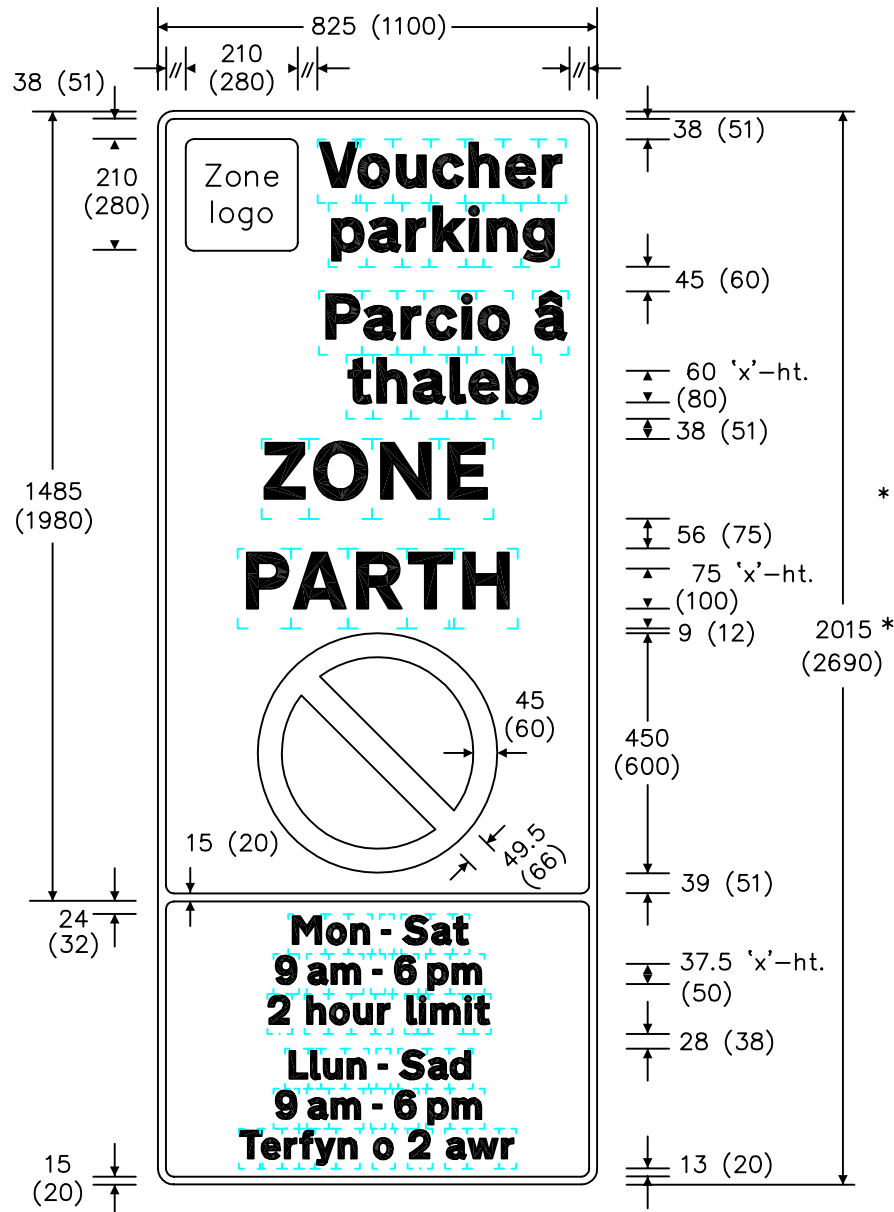 825 (1100)
210
(280)
38 (51)
38 (51)
210
(280)
Zone
logo
Voucher
parking
45 (60)
Parcio â
thaleb
60 'x'-ht.
(80)
38 (51)
ZONE
1485
(1980)
*
56 (75)
PARTH
75 'x'-ht.
(100)
9 (12)
2015 *
(2690)
45
(60)
450
(600)
15 (20)
49.5
(66)
39 (51)
24
(32)
Mon - Sat
9 am - 6 pm
2 hour limit
37.5 'x'-ht.
(50)
28 (38)
Llun - Sad
9 am - 6 pm
Terfyn o 2 awr
15
(20)
13 (20)